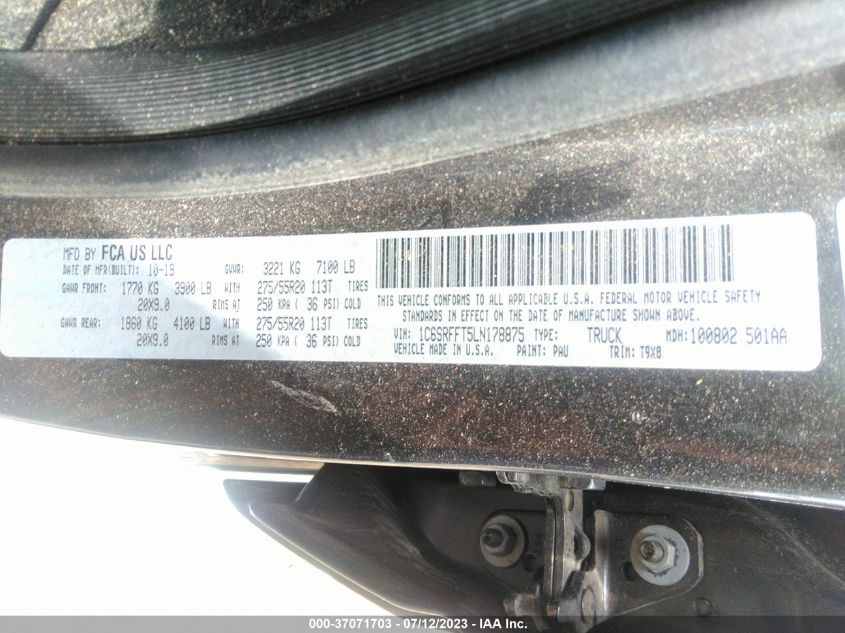 MFD BY FCA US LLC
DATE OF MFR(BUILT): 10-19 GVWR: 3221 KG 7100 LB
GAWR FRONT: 1770 KG 3900 LB WITH 275/55R20 113T TIRES
20X9.0 RIMS AT 250 KPA ( 36 PSI) COLD
GAWR REAR: 1860 KG 4100 LB WITH 275/55R20 113T TIRES
20X9.0 RIMS AT 250 KPA ( 36 PSI) COLD
THIS VEHICLE CONFORMS TO ALL APPLICABLE U.S.A. FEDERAL MOTOR VEHICLE SAFETY
STANDARDS IN EFFECT ON THE DATE OF MANUFACTURE SHOWN ABOVE.
VIN: 1C6SRFFT5LN178875 TYPE: TRUCK MDH: 100802 501AA
VEHICLE MADE IN U.S.A. PAINT: PAU TRIM: T9X8
000-37071703 - 07/12/2023 - IAA Inc.